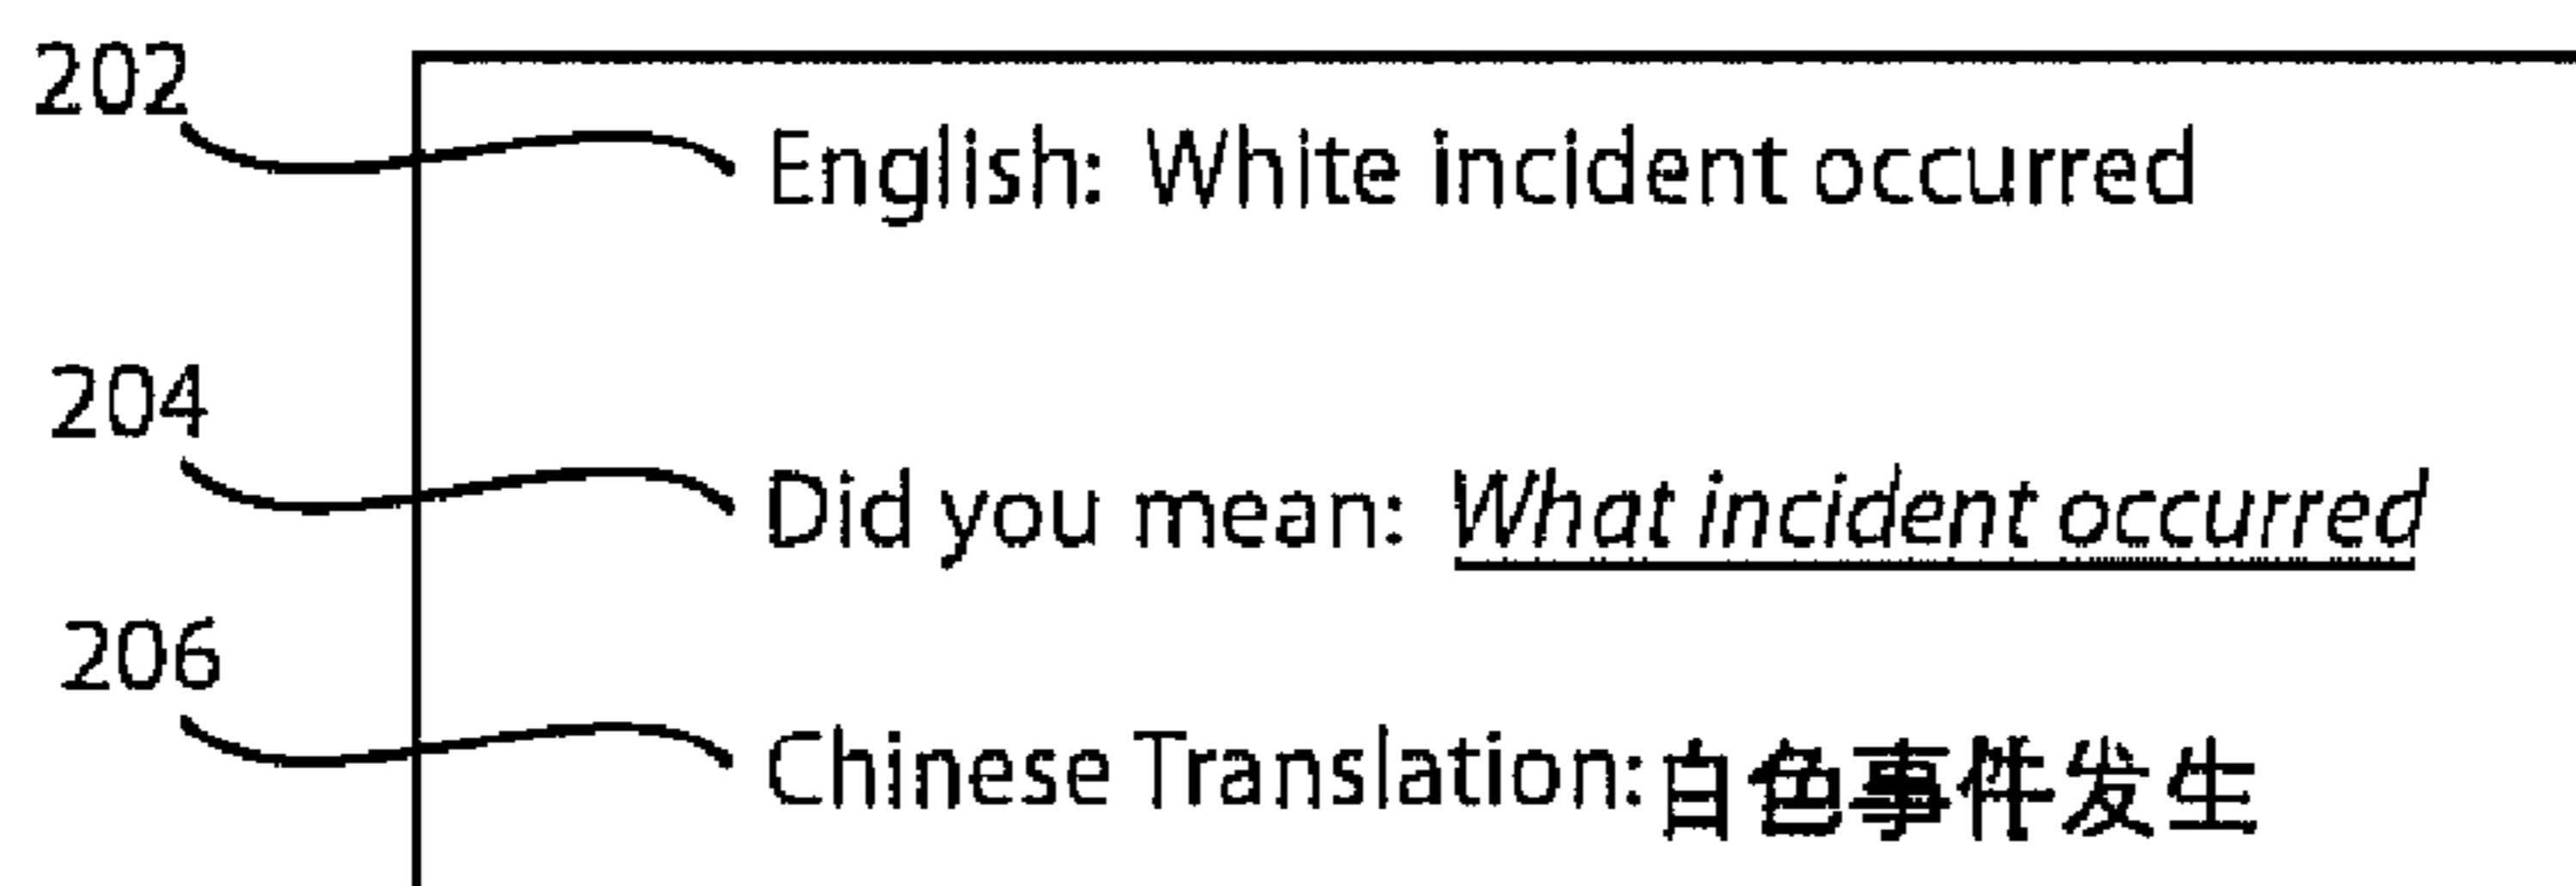 202
English: White incident occurred
204
Did you mean: What incident occurred
206
Chinese Translation:白色事件发生